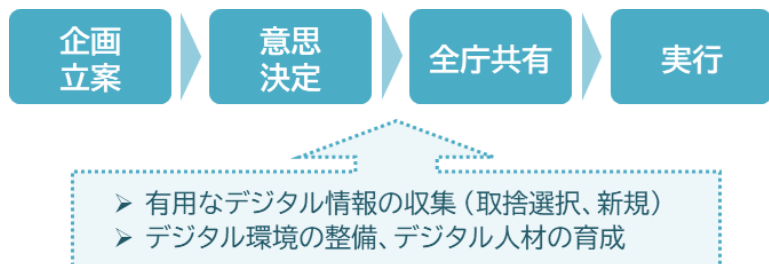 企画
立案
意思
決定
全庁共有
実行
➢ 有用なデジタル情報の収集（取捨選択、新規）
➢ デジタル環境の整備、デジタル人材の育成